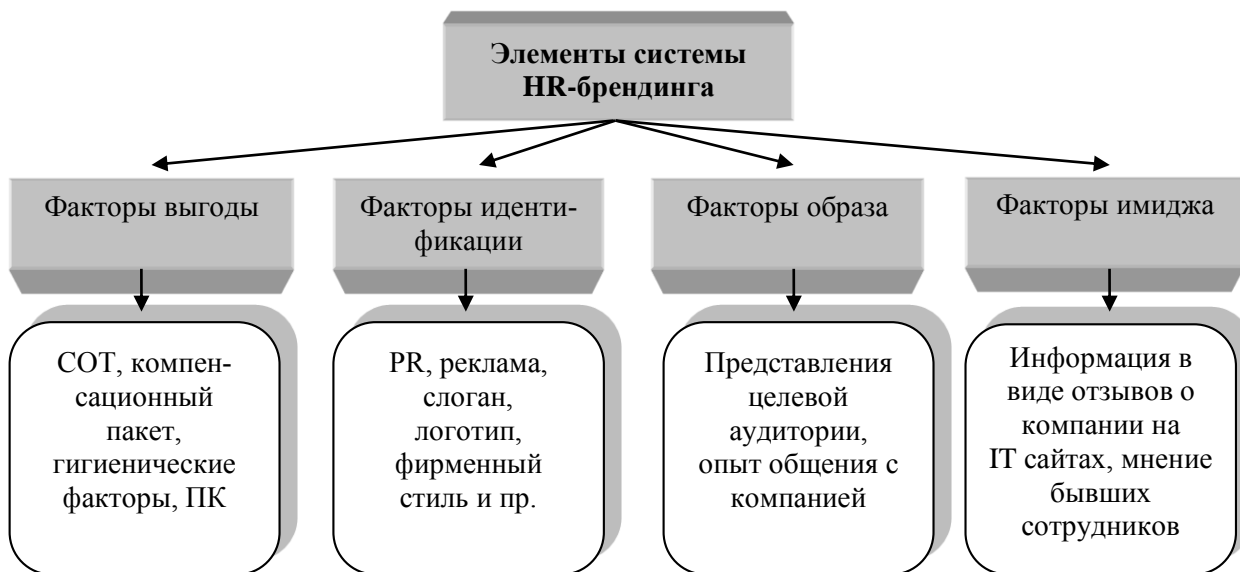 Элементы системы
HR-брендинга
Факторы выгоды
Факторы иденти-
фикации
Факторы образа
Факторы имиджа
СОТ, компен-
сационный
пакет,
гигиенические
факторы, ПК
PR, реклама,
слоган,
логотип,
фирменный
стиль и пр.
Представления
целевой
аудитории,
опыт общения с
компанией
Информация в
виде отзывов о
компании на
IT сайтах, мнение
бывших
сотрудников